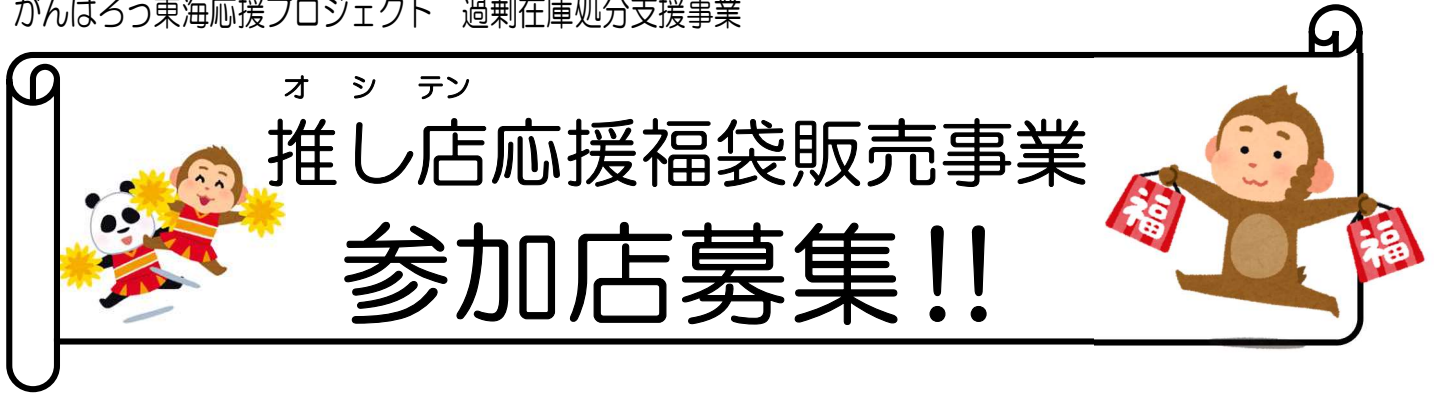 がんばろう東海応援プロジェクト　過剰在庫処分支援事業
オ シ テン
推し店応援福袋販売事業
参加店募集!!
福
福